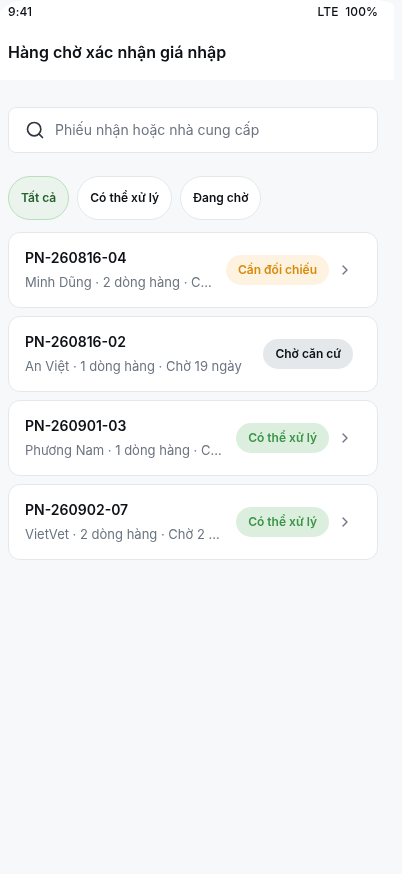 9:41
LTE 100%
Hàng chờ xác nhận giá nhập
Phiếu nhận hoặc nhà cung cấp
Tất cả
Có thể xử lý
Đang chờ
PN-260816-04
Minh Dũng · 2 dòng hàng · C...
Cần đối chiếu
PN-260816-02
An Việt · 1 dòng hàng · Chờ 19 ngày
Chờ căn cứ
PN-260901-03
Phương Nam · 1 dòng hàng · C...
Có thể xử lý
PN-260902-07
VietVet · 2 dòng hàng · Chờ 2 ...
Có thể xử lý